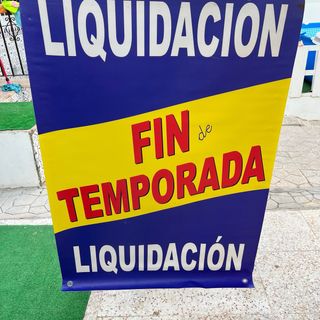 LIQUIDACION
FIN de
TEMPORADA
LIQUIDACIÓN